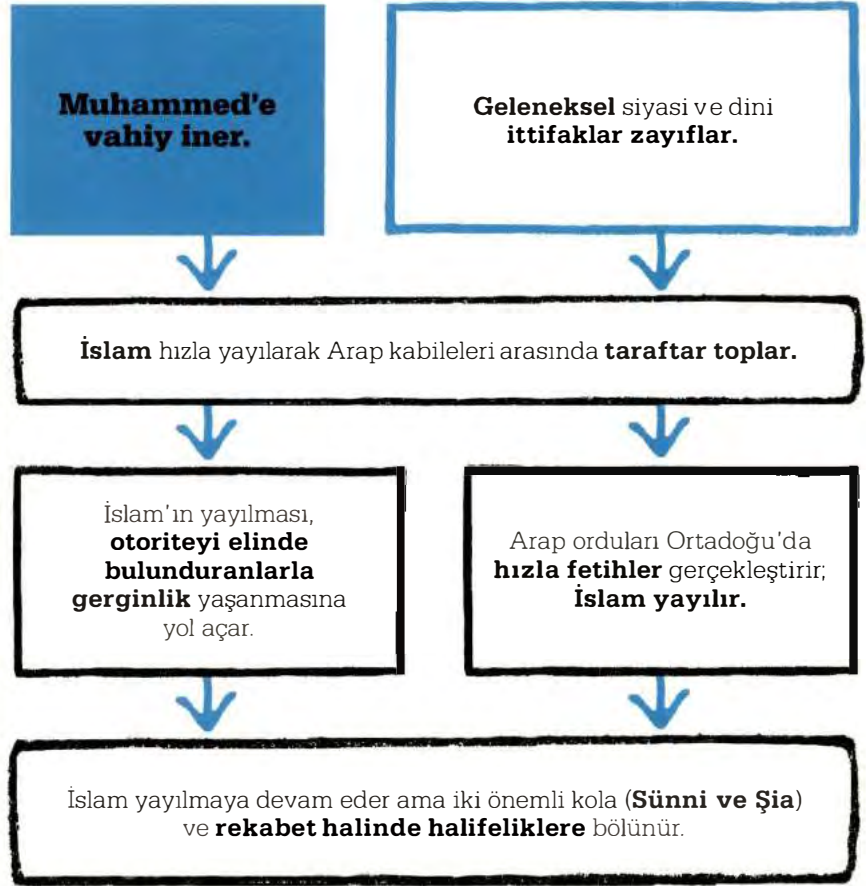 Muhammed'e
vahiy iner.
Geleneksel siyasi ve dini
ittifaklar zayıflar.
İslam hızla yayılarak Arap kabileleri arasında taraftar toplar.
İslam'ın yayılması,
otoriteyi elinde
bulunduranlarla
gerginlik yaşanmasına
yol açar.
Arap orduları Ortadoğu'da
hızla fetihler gerçekleştirir;
İslam yayılır.
İslam yayılmaya devam eder ama iki önemli kola (Sünni ve Şia)
ve rekabet halinde halifeliklere bölünür.